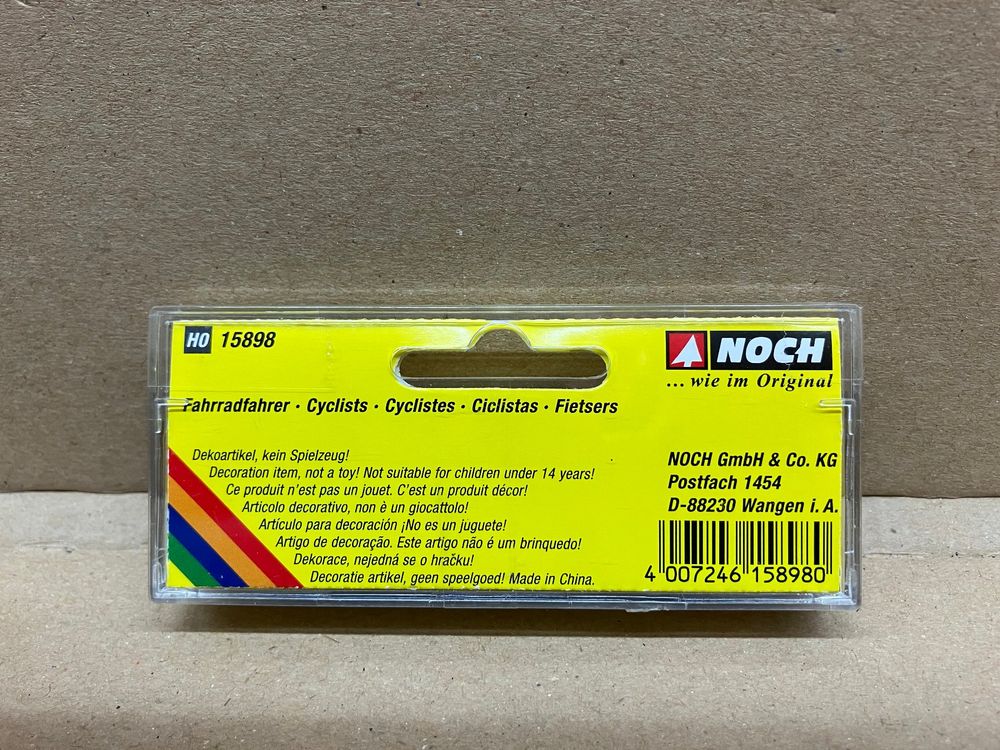 H0 15898
NOCH
... wie im Original
Fahrradfahrer · Cyclists · Cyclistes · Ciclistas · Fietsers
Dekoartikel, kein Spielzeug!
Decoration item, not a toy! Not suitable for children under 14 years!
Ce produit n'est pas un jouet. C'est un produit décor!
Articolo decorativo, non è un giocattolo!
Artículo para decoración ¡No es un juguete!
Artigo de decoração. Este artigo não é um brinquedo!
Dekorace, nejedná se o hračku!
Decoratie artikel, geen speelgoed! Made in China.
NOCH GmbH & Co. KG
Postfach 1454
D-88230 Wangen i. A.
4 007246 158980